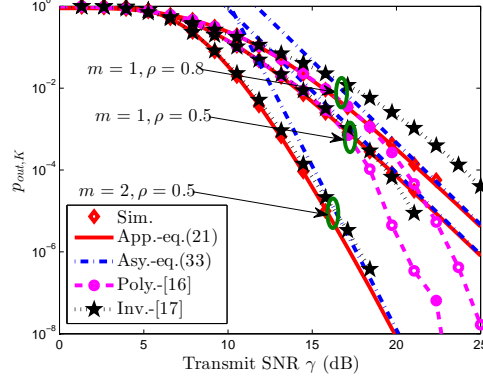 10^0
10^-2
10^-4
10^-6
10^-8
p_{out,K}
m = 1, ρ = 0.8
m = 1, ρ = 0.5
m = 2, ρ = 0.5
Sim.
App.-eq.(21)
Asy.-eq.(33)
Poly.-[16]
Inv.-[17]
0 5 10 15 20 25
Transmit SNR γ (dB)